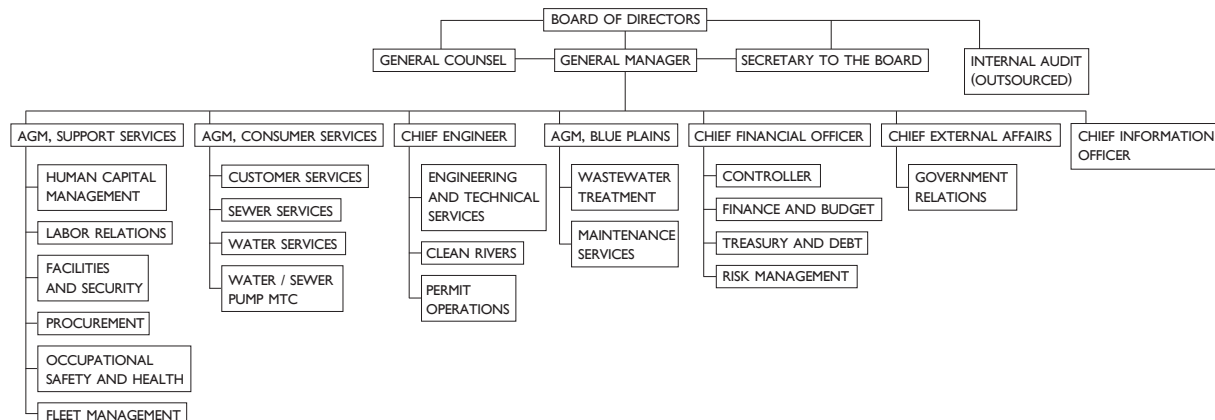 BOARD OF DIRECTORS
GENERAL COUNSEL
GENERAL MANAGER
SECRETARY TO THE BOARD
INTERNAL AUDIT
(OUTSOURCED)
AGM, SUPPORT SERVICES
HUMAN CAPITAL
MANAGEMENT
LABOR RELATIONS
FACILITIES
AND SECURITY
PROCUREMENT
OCCUPATIONAL
SAFETY AND HEALTH
FLEET MANAGEMENT
AGM, CONSUMER SERVICES
CUSTOMER SERVICES
SEWER SERVICES
WATER SERVICES
WATER / SEWER
PUMP MTC
CHIEF ENGINEER
ENGINEERING
AND TECHNICAL
SERVICES
CLEAN RIVERS
PERMIT
OPERATIONS
AGM, BLUE PLAINS
WASTEWATER
TREATMENT
MAINTENANCE
SERVICES
CHIEF FINANCIAL OFFICER
CONTROLLER
FINANCE AND BUDGET
TREASURY AND DEBT
RISK MANAGEMENT
CHIEF EXTERNAL AFFAIRS
GOVERNMENT
RELATIONS
CHIEF INFORMATION
OFFICER